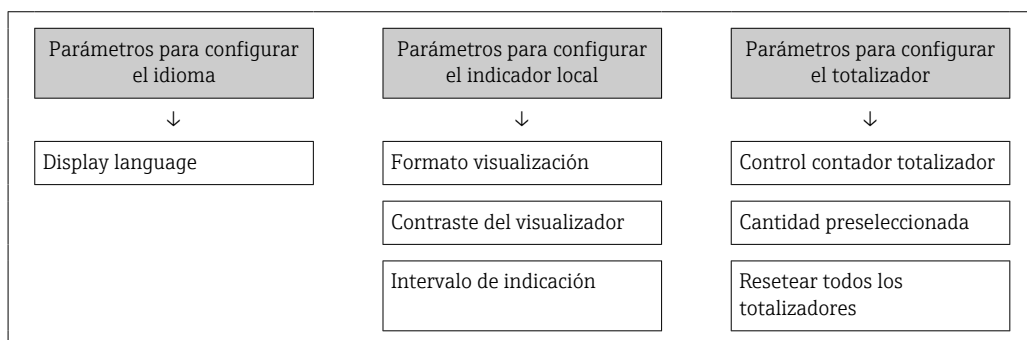 Parámetros para configurar
el idioma
Parámetros para configurar
el indicador local
Parámetros para configurar
el totalizador
↓
↓
↓
Display language
Formato visualización
Control contador totalizador
Contraste del visualizador
Cantidad preseleccionada
Intervalo de indicación
Resetear todos los
totalizadores